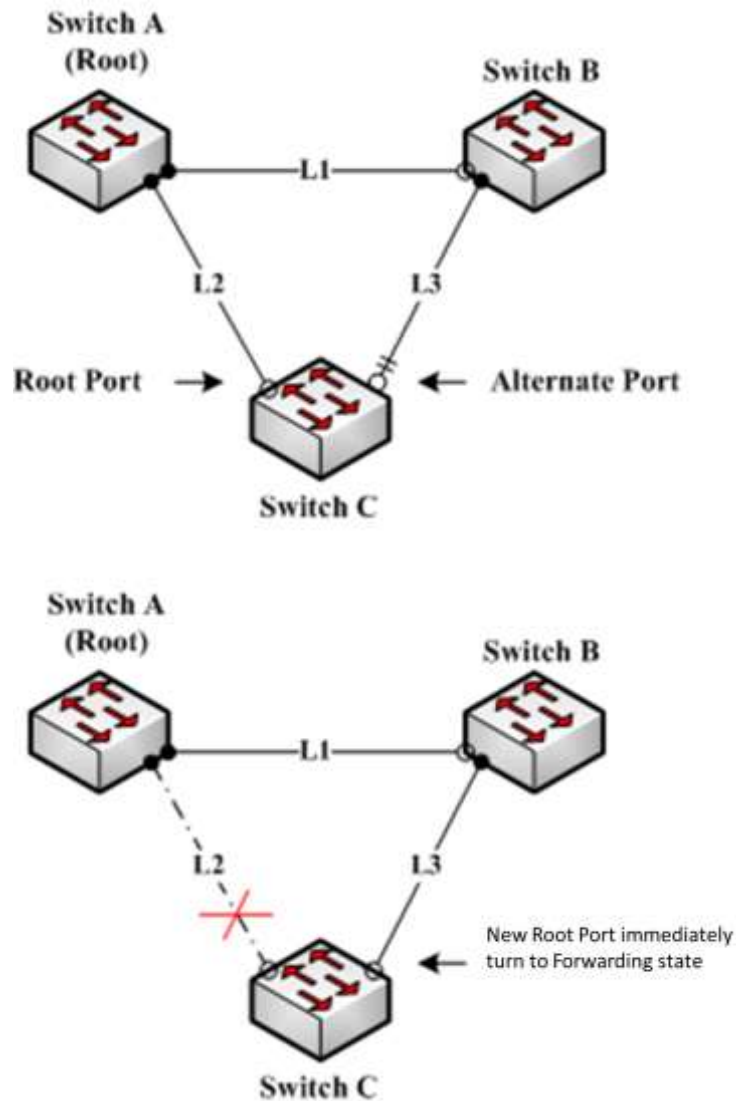 Switch A
(Root)
Switch B
L1
L2
L3
Root Port
Alternate Port
Switch C
Switch A
(Root)
Switch B
L1
L2
L3
New Root Port immediately
turn to Forwarding state
Switch C